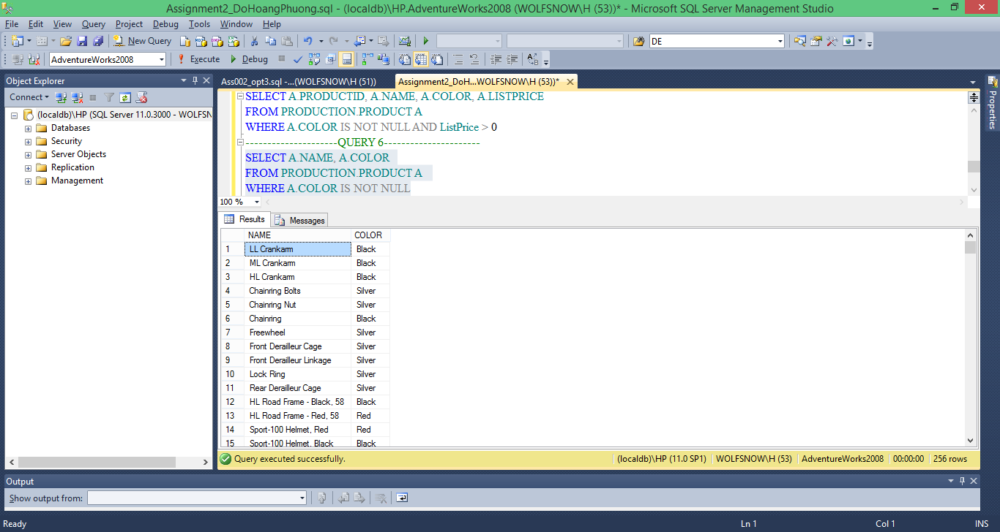 Assignment2_DoHoangPhuong.sql - (localdb)\HP.AdventureWorks2008 (WOLFSNOW\H (53))* - Microsoft SQL Server Management Studio
File Edit View Query Project Debug Tools Window Help
New Query DE
AdventureWorks2008 Execute Debug
Object Explorer
Connect
(localdb)\HP (SQL Server 11.0.3000 - WOLFSN
Databases
Security
Server Objects
Replication
Management
Ass002_opt3.sql -...(WOLFSNOW\H (51)) Assignment2_DoH...WOLFSNOW\H (53))*
SELECT A.PRODUCTID, A.NAME, A.COLOR, A.LISTPRICE
FROM PRODUCTION.PRODUCT A
WHERE A.COLOR IS NOT NULL AND ListPrice > 0
---------------------QUERY 6----------------------
SELECT A.NAME, A.COLOR
FROM PRODUCTION.PRODUCT A
WHERE A.COLOR IS NOT NULL
100 %
Results Messages
NAME COLOR
1 LL Crankarm Black
2 ML Crankarm Black
3 HL Crankarm Black
4 Chainring Bolts Silver
5 Chainring Nut Silver
6 Chainring Black
7 Freewheel Silver
8 Front Derailleur Cage Silver
9 Front Derailleur Linkage Silver
10 Lock Ring Silver
11 Rear Derailleur Cage Silver
12 HL Road Frame - Black, 58 Black
13 HL Road Frame - Red, 58 Red
14 Sport-100 Helmet, Red Red
15 Sport-100 Helmet, Black Black
Query executed successfully. (localdb)\HP (11.0 SP1) WOLFSNOW\H (53) AdventureWorks2008 00:00:00 256 rows
Properties
Output
Show output from:
Ready Ln 1 Col 1 INS